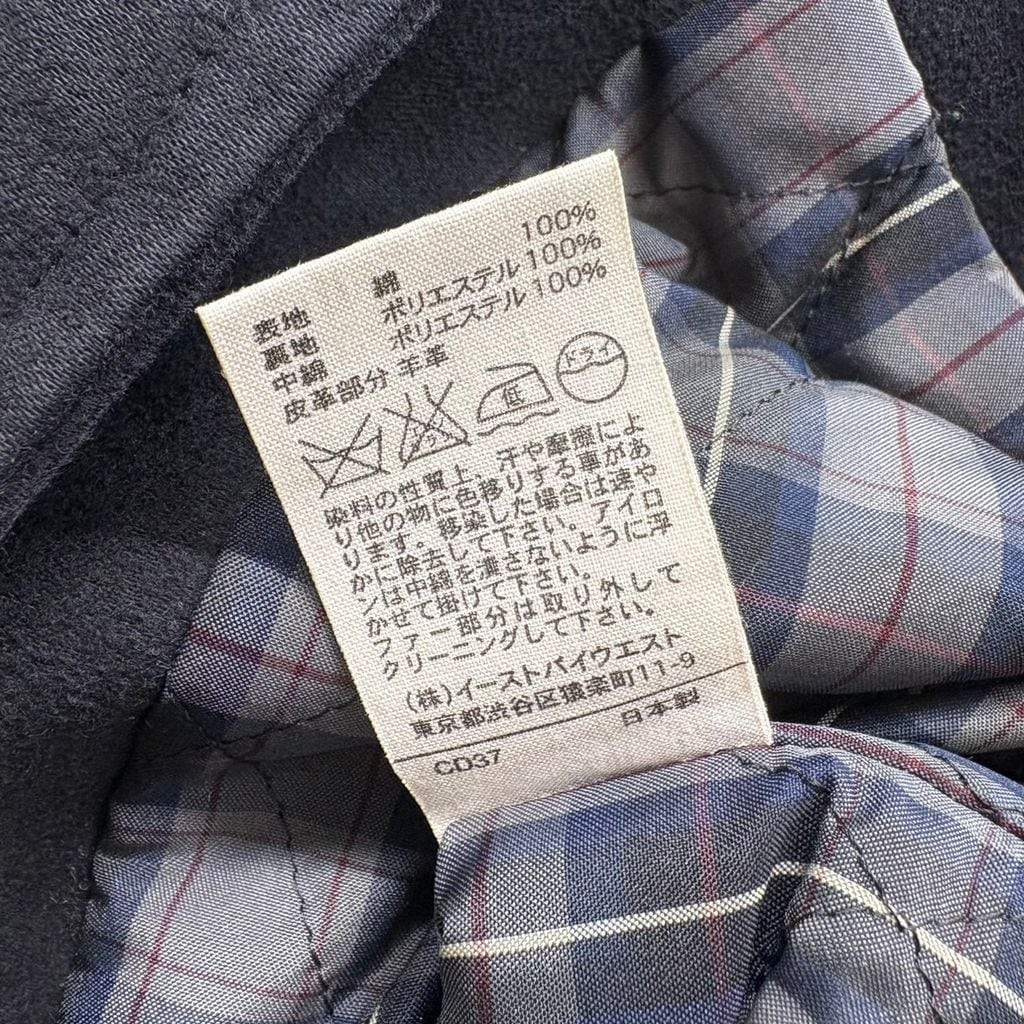 表地 綿 100%
裏地 ポリエステル 100%
中綿 ポリエステル 100%
皮革部分 羊革
エンソ サラシ 低 ドライ
染料の性質上、汗や摩擦によ
り他の物に色移りする事があ
ります。移染した場合は速や
かに除去して下さい。アイロ
ンは中綿を潰さないように浮
かせて掛けて下さい。
ファー部分は取り外して
クリーニングして下さい。
(株)イーストバイウエスト
東京都渋谷区猿楽町11-9
日本製
CD37